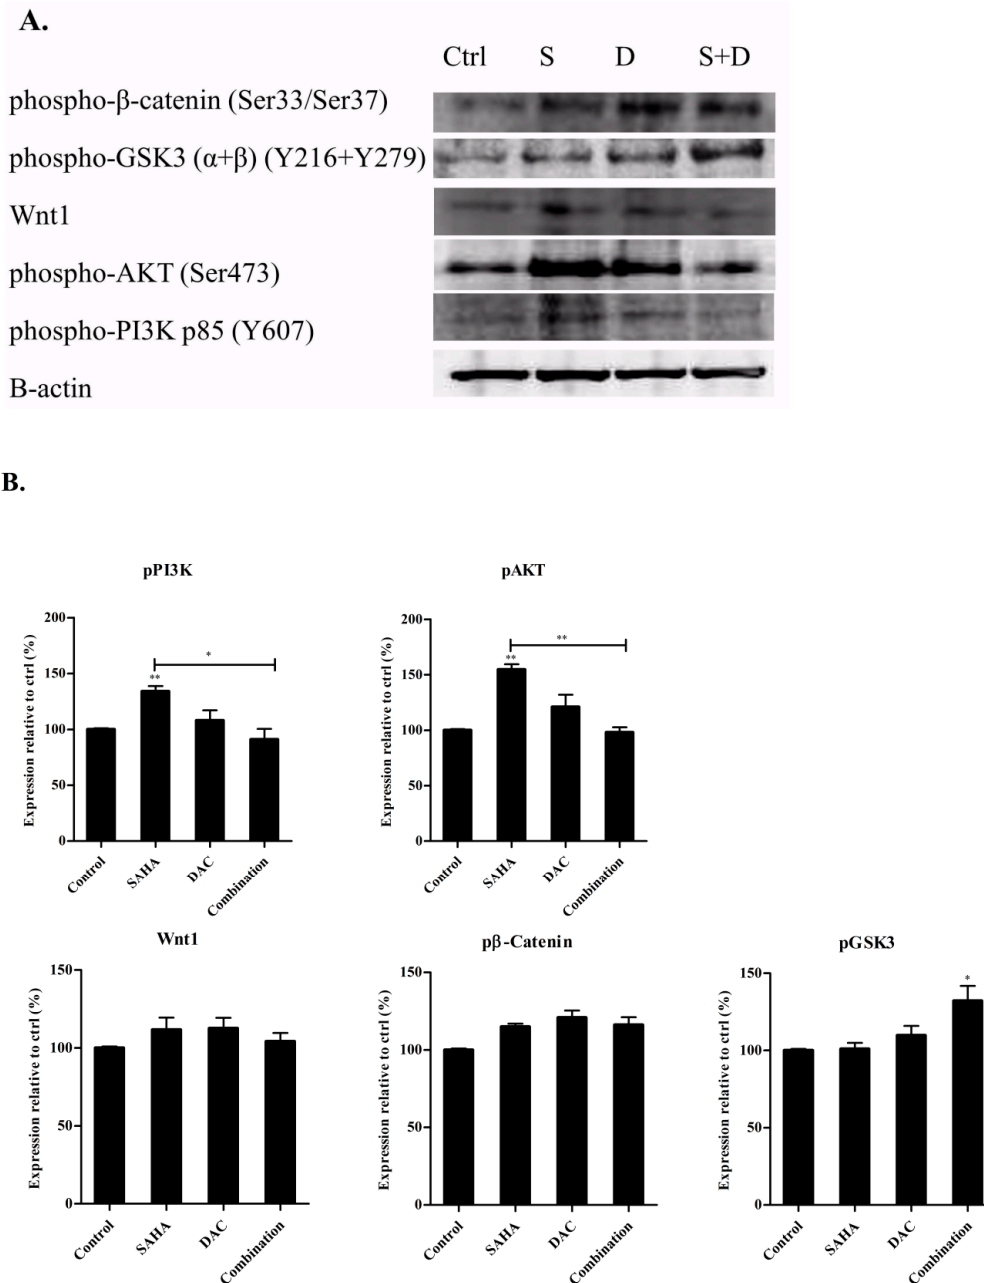 A.
Ctrl S D S+D
phospho-β-catenin (Ser33/Ser37)
phospho-GSK3 (α+β) (Y216+Y279)
Wnt1
phospho-AKT (Ser473)
phospho-PI3K p85 (Y607)
B-actin
B.
pPI3K
Expression relative to ctrl (%)
200
150
100
50
0
*
**
Control
SAHA
DAC
Combination
pAKT
Expression relative to ctrl (%)
200
150
100
50
0
**
**
Control
SAHA
DAC
Combination
Wnt1
Expression relative to ctrl (%)
150
100
50
0
Control
SAHA
DAC
Combination
pβ-Catenin
Expression relative to ctrl (%)
150
100
50
0
Control
SAHA
DAC
Combination
pGSK3
Expression relative to ctrl (%)
150
100
50
0
*
Control
SAHA
DAC
Combination